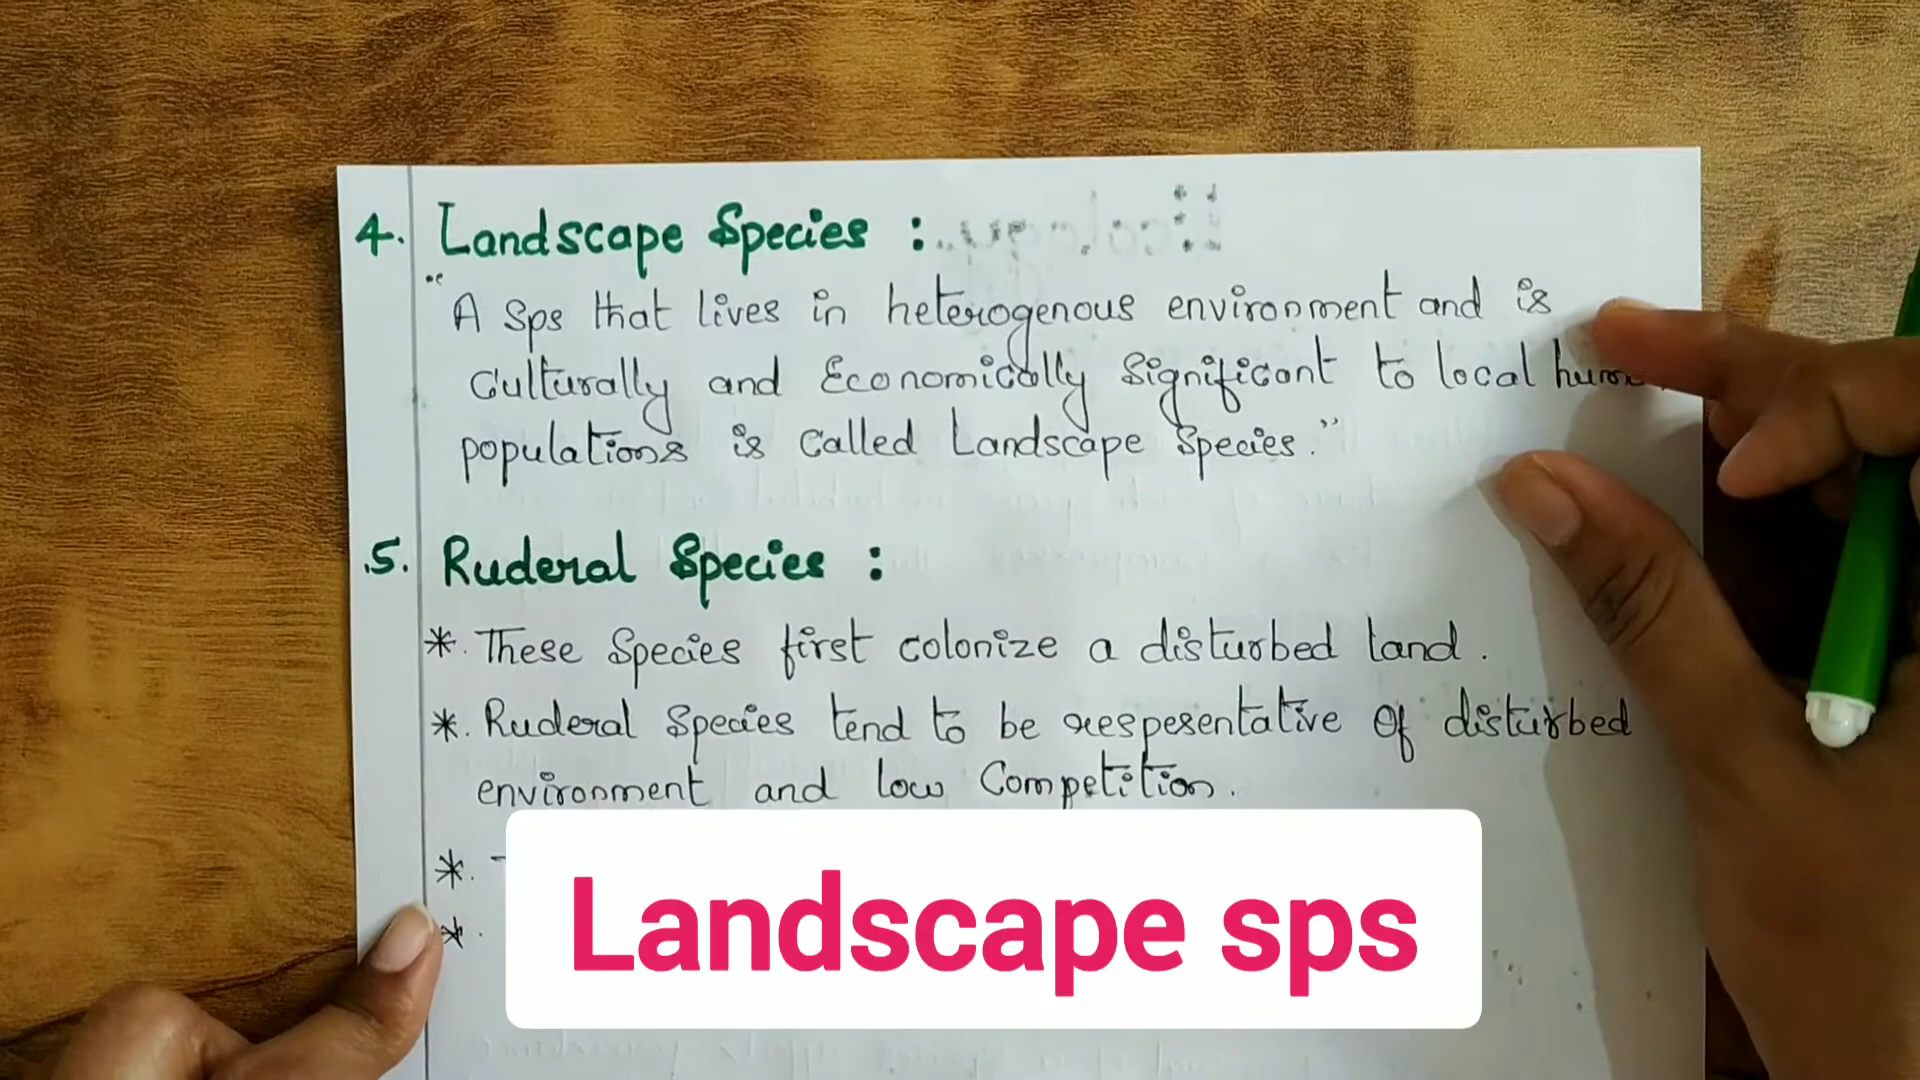 4. Landscape Species :
"A Sps that lives in heterogenous environment and is
Culturally and Economically Significant to local
populations is called Landscape Species."
5. Ruderal Species :
*. These Species first colonize a disturbed land.
*. Ruderal Species tend to be respesentative of disturbed
environment and low Competition.
*.
*.
Landscape sps